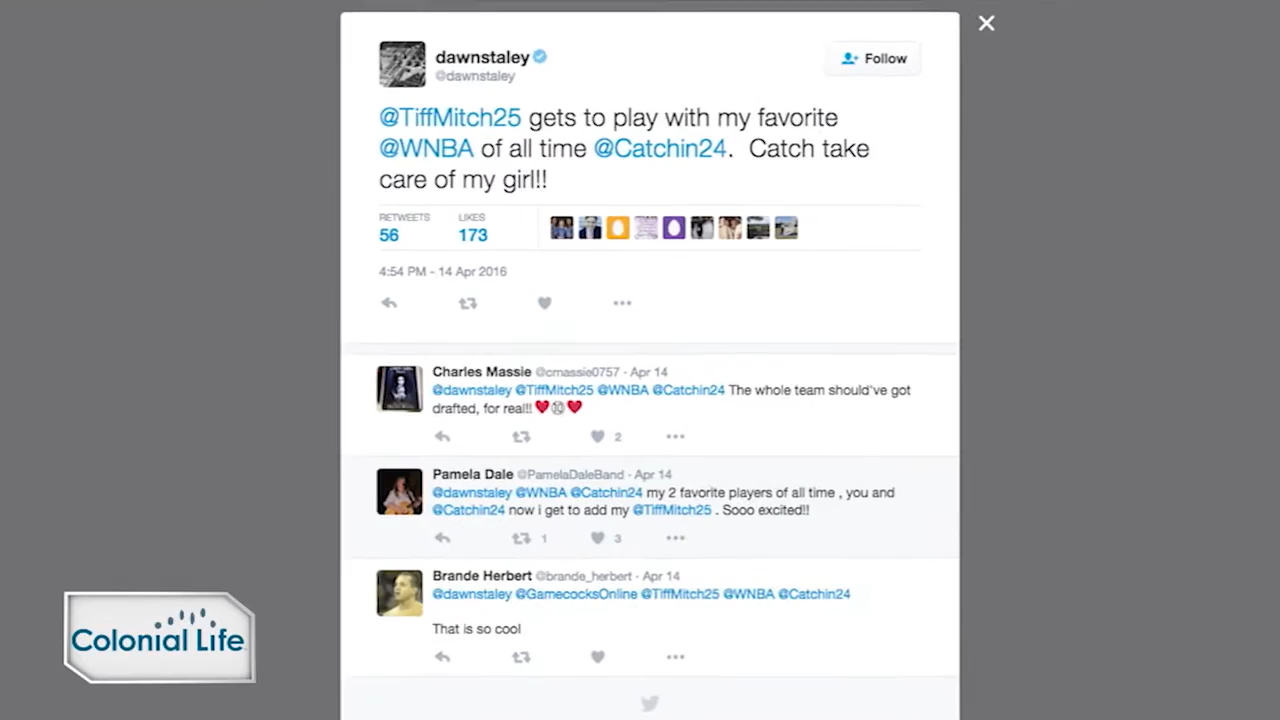 dawnstaley
@dawnstaley
Follow
@TiffMitch25 gets to play with my favorite
@WNBA of all time @Catchin24. Catch take
care of my girl!!
RETWEETS LIKES
56 173
4:54 PM - 14 Apr 2016
Charles Massie @cmassie0757 - Apr 14
@dawnstaley @TiffMitch25 @WNBA @Catchin24 The whole team should've got
drafted, for real!! ❤️🔟❤️
2
Pamela Dale @PamelaDaleBand - Apr 14
@dawnstaley @WNBA @Catchin24 my 2 favorite players of all time , you and
@Catchin24 now i get to add my @TiffMitch25 . Sooo excited!!
1 3
Brande Herbert @brande_herbert - Apr 14
@dawnstaley @GamecocksOnline @TiffMitch25 @WNBA @Catchin24
That is so cool
Colonial Life